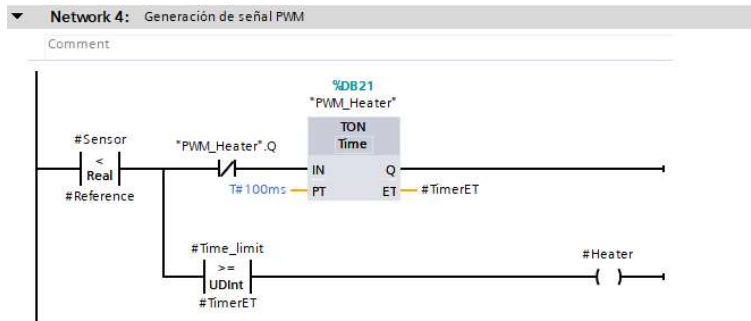 Network 4: Generación de señal PWM
Comment
%DB21
"PWM_Heater"
TON
Time
#Sensor
<
Real
#Reference
"PWM_Heater".Q
IN
Q
T#100ms
PT
ET
#TimerET
#Time_limit
>=
UDInt
#TimerET
#Heater